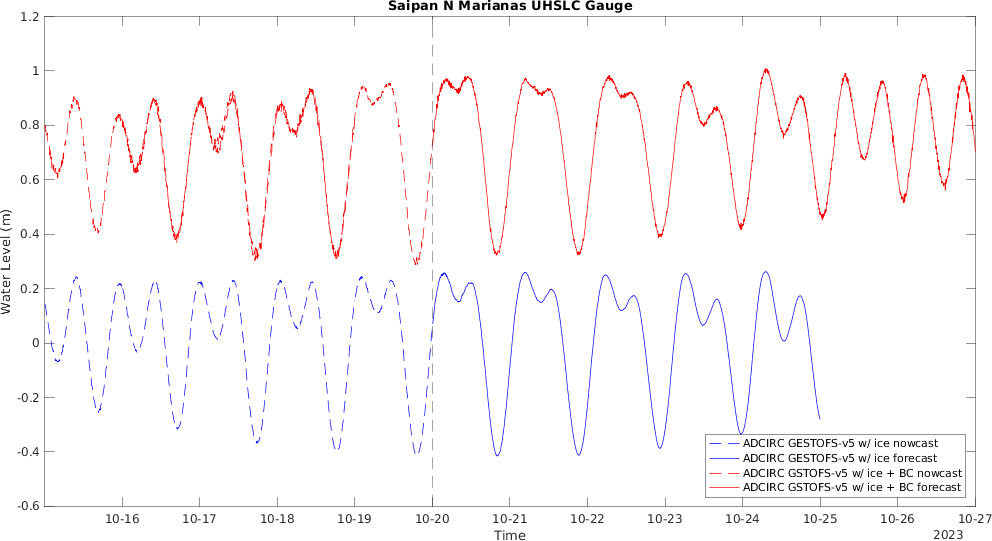 Saipan N Marianas UHSLC Gauge
Water Level (m)
1.2
1
0.8
0.6
0.4
0.2
0
-0.2
-0.4
-0.6
ADCIRC GESTOFS-v5 w/ ice nowcast
ADCIRC GESTOFS-v5 w/ ice forecast
ADCIRC GSTOFS-v5 w/ ice + BC nowcast
ADCIRC GSTOFS-v5 w/ ice + BC forecast
10-16 10-17 10-18 10-19 10-20 10-21 10-22 10-23 10-24 10-25 10-26 10-27
Time
2023